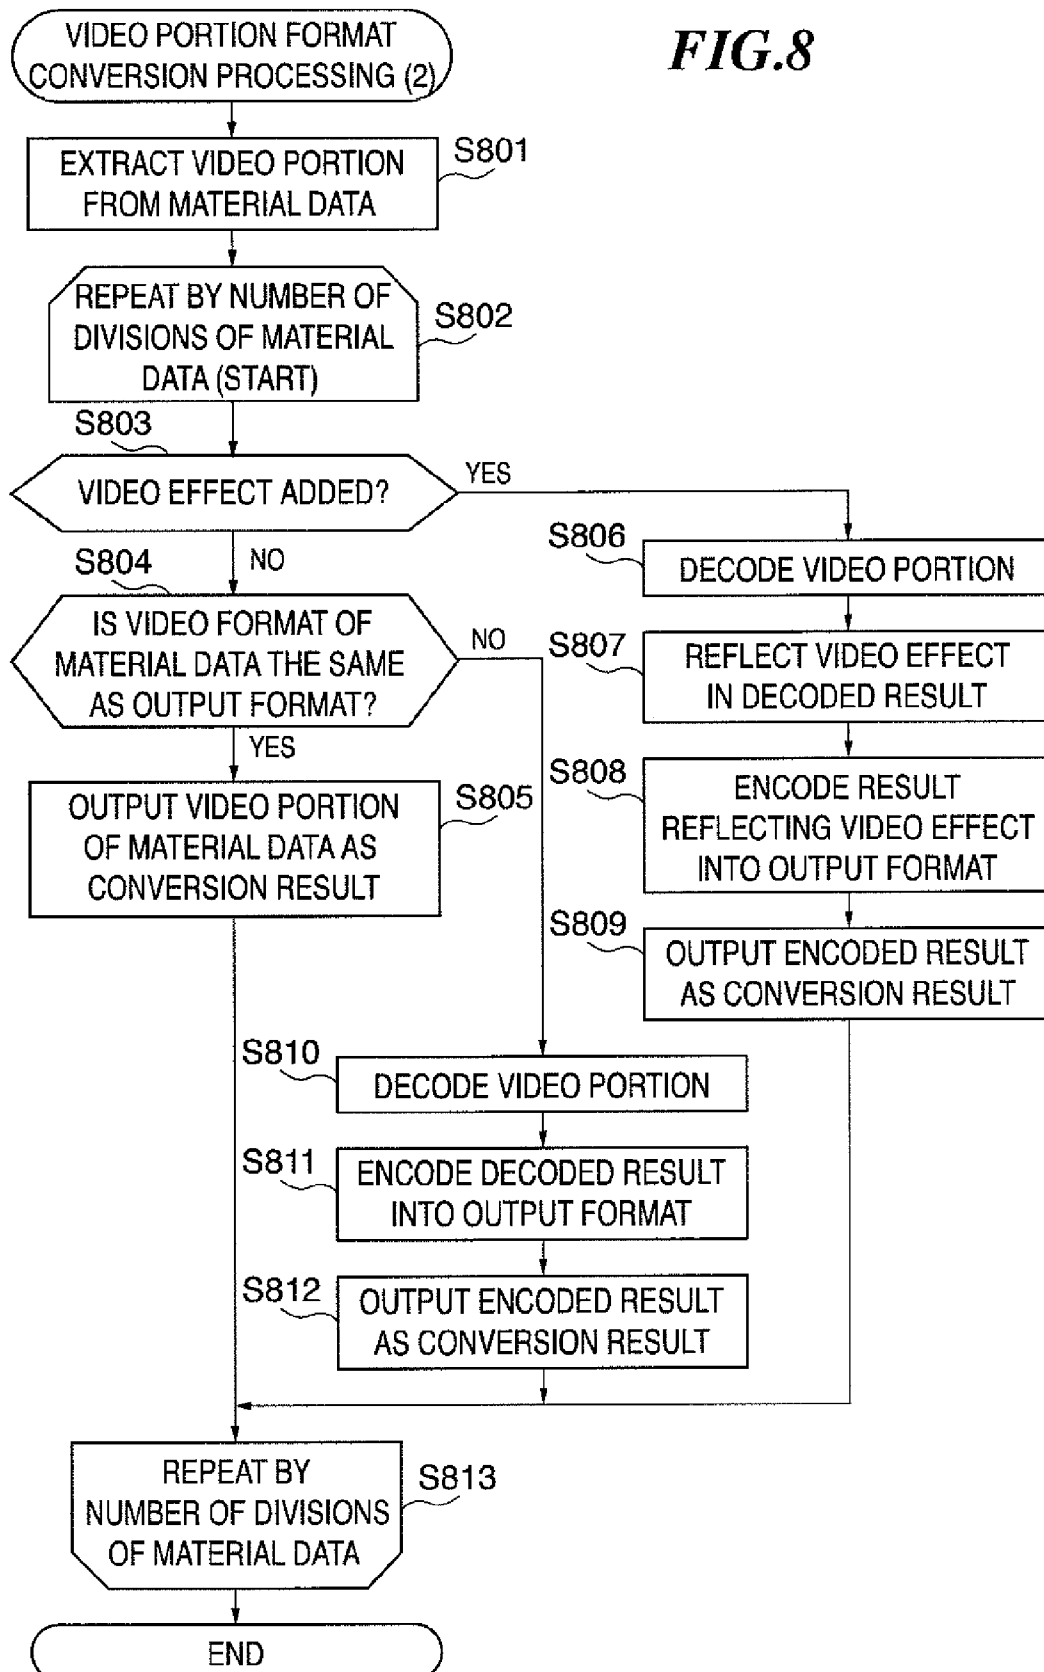 FIG.8
VIDEO PORTION FORMAT
CONVERSION PROCESSING (2)
EXTRACT VIDEO PORTION
FROM MATERIAL DATA
S801
REPEAT BY NUMBER OF
DIVISIONS OF MATERIAL
DATA (START)
S802
S803
VIDEO EFFECT ADDED?
YES
NO
S804
IS VIDEO FORMAT OF
MATERIAL DATA THE SAME
AS OUTPUT FORMAT?
NO
YES
OUTPUT VIDEO PORTION
OF MATERIAL DATA AS
CONVERSION RESULT
S805
S806
DECODE VIDEO PORTION
S807
REFLECT VIDEO EFFECT
IN DECODED RESULT
S808
ENCODE RESULT
REFLECTING VIDEO EFFECT
INTO OUTPUT FORMAT
S809
OUTPUT ENCODED RESULT
AS CONVERSION RESULT
S810
DECODE VIDEO PORTION
S811
ENCODE DECODED RESULT
INTO OUTPUT FORMAT
S812
OUTPUT ENCODED RESULT
AS CONVERSION RESULT
REPEAT BY
NUMBER OF DIVISIONS
OF MATERIAL DATA
S813
END